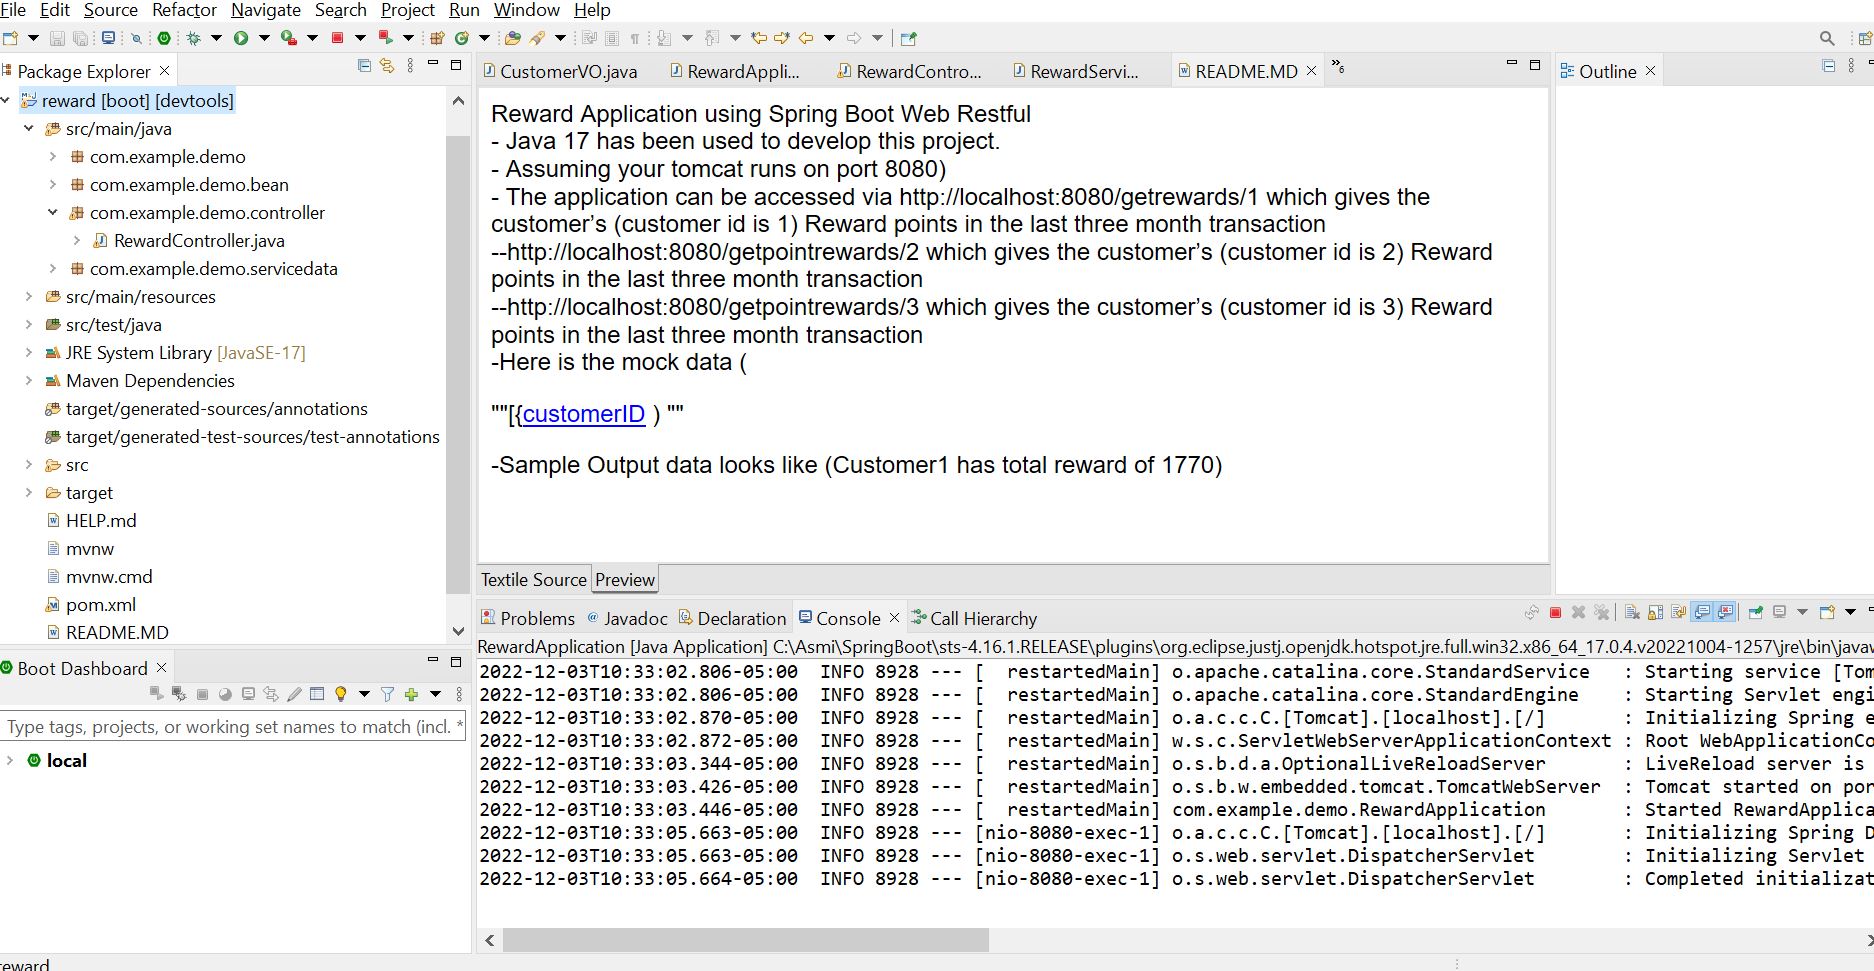 File Edit Source Refactor Navigate Search Project Run Window Help
Package Explorer
reward [boot] [devtools]
src/main/java
com.example.demo
com.example.demo.bean
com.example.demo.controller
RewardController.java
com.example.demo.servicedata
src/main/resources
src/test/java
JRE System Library [JavaSE-17]
Maven Dependencies
target/generated-sources/annotations
target/generated-test-sources/test-annotations
src
target
HELP.md
mvnw
mvnw.cmd
pom.xml
README.MD
Boot Dashboard
Type tags, projects, or working set names to match (incl. *
local
CustomerVO.java RewardAppli... RewardContro... RewardServi... README.MD »6
Reward Application using Spring Boot Web Restful
- Java 17 has been used to develop this project.
- Assuming your tomcat runs on port 8080)
- The application can be accessed via http://localhost:8080/getrewards/1 which gives the
customer’s (customer id is 1) Reward points in the last three month transaction
--http://localhost:8080/getpointrewards/2 which gives the customer’s (customer id is 2) Reward
points in the last three month transaction
--http://localhost:8080/getpointrewards/3 which gives the customer’s (customer id is 3) Reward
points in the last three month transaction
-Here is the mock data (
""[{customerID ) ""
-Sample Output data looks like (Customer1 has total reward of 1770)
Textile Source Preview
Outline
Problems @ Javadoc Declaration Console Call Hierarchy
RewardApplication [Java Application] C:\Asmi\SpringBoot\sts-4.16.1.RELEASE\plugins\org.eclipse.justj.openjdk.hotspot.jre.full.win32.x86_64_17.0.4.v20221004-1257\jre\bin\javaw
2022-12-03T10:33:02.806-05:00 INFO 8928 --- [ restartedMain] o.apache.catalina.core.StandardService : Starting service [Tom
2022-12-03T10:33:02.806-05:00 INFO 8928 --- [ restartedMain] o.apache.catalina.core.StandardEngine : Starting Servlet engi
2022-12-03T10:33:02.870-05:00 INFO 8928 --- [ restartedMain] o.a.c.c.C.[Tomcat].[localhost].[/] : Initializing Spring e
2022-12-03T10:33:02.872-05:00 INFO 8928 --- [ restartedMain] w.s.c.ServletWebServerApplicationContext : Root WebApplicationCo
2022-12-03T10:33:03.344-05:00 INFO 8928 --- [ restartedMain] o.s.b.d.a.OptionalLiveReloadServer : LiveReload server is
2022-12-03T10:33:03.426-05:00 INFO 8928 --- [ restartedMain] o.s.b.w.embedded.tomcat.TomcatWebServer : Tomcat started on por
2022-12-03T10:33:03.446-05:00 INFO 8928 --- [ restartedMain] com.example.demo.RewardApplication : Started RewardApplica
2022-12-03T10:33:05.663-05:00 INFO 8928 --- [nio-8080-exec-1] o.a.c.c.C.[Tomcat].[localhost].[/] : Initializing Spring D
2022-12-03T10:33:05.663-05:00 INFO 8928 --- [nio-8080-exec-1] o.s.web.servlet.DispatcherServlet : Initializing Servlet
2022-12-03T10:33:05.664-05:00 INFO 8928 --- [nio-8080-exec-1] o.s.web.servlet.DispatcherServlet : Completed initializat
reward